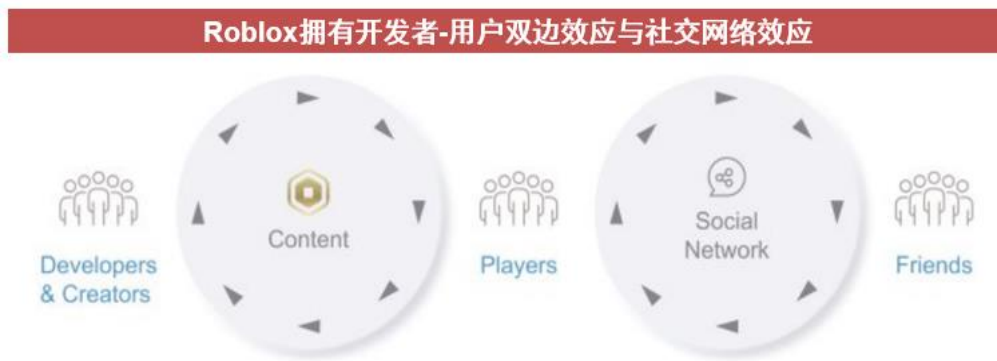 Roblox拥有开发者-用户双边效应与社交网络效应
Developers
& Creators
Content
Players
Social
Network
Friends